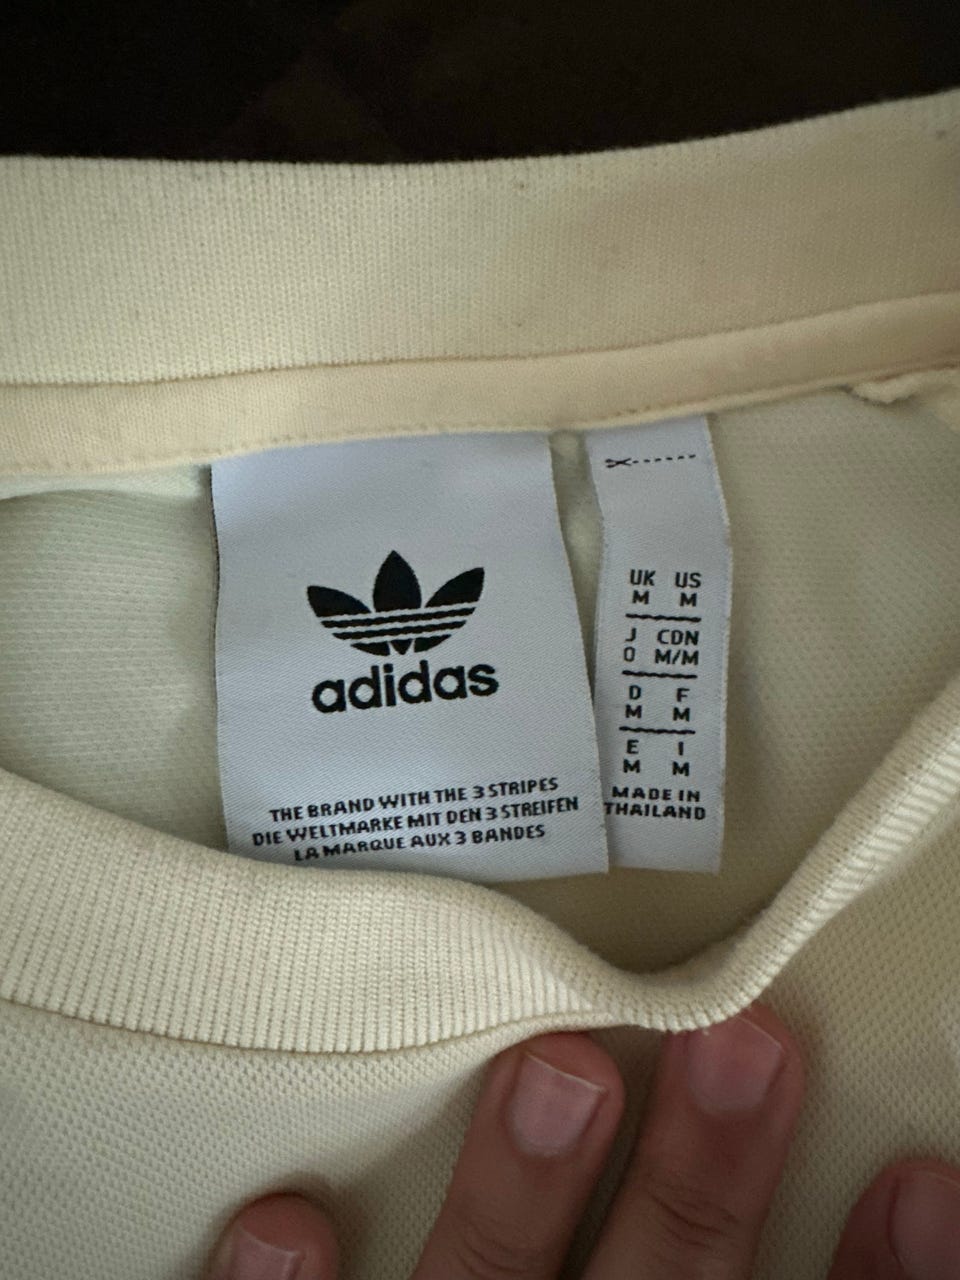 adidas
THE BRAND WITH THE 3 STRIPES
DIE WELTMARKE MIT DEN 3 STREIFEN
LA MARQUE AUX 3 BANDES
UK US
M M
J CDN
O M/M
D F
M M
E I
M M
MADE IN
THAILAND